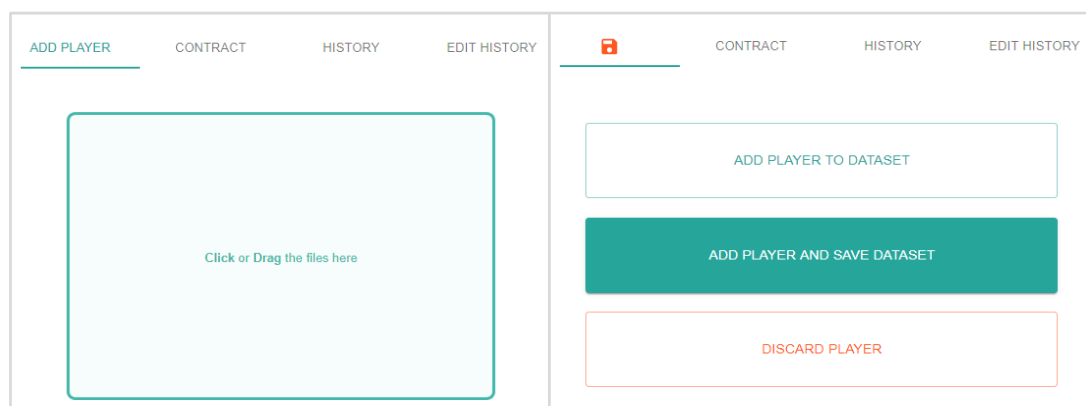 ADD PLAYER CONTRACT HISTORY EDIT HISTORY
Click or Drag the files here
CONTRACT HISTORY EDIT HISTORY
ADD PLAYER TO DATASET
ADD PLAYER AND SAVE DATASET
DISCARD PLAYER